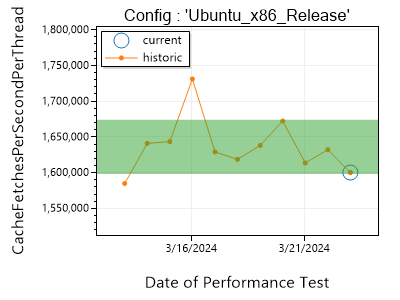 Config : 'Ubuntu_x86_Release'
CacheFetchesPerSecondPerThread
1,800,000
1,750,000
1,700,000
1,650,000
1,600,000
1,550,000
current
historic
3/16/2024
3/21/2024
Date of Performance Test